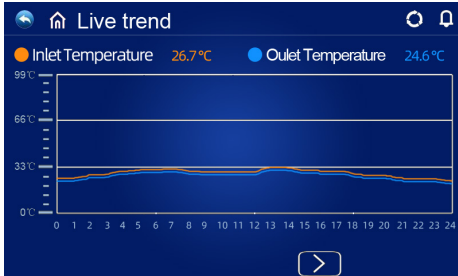 Live trend
Inlet Temperature 26.7℃ Oulet Temperature 24.6℃
99℃
66℃
33℃
0℃
0 1 2 3 4 5 6 7 8 9 10 11 12 13 14 15 16 17 18 19 20 21 22 23 24